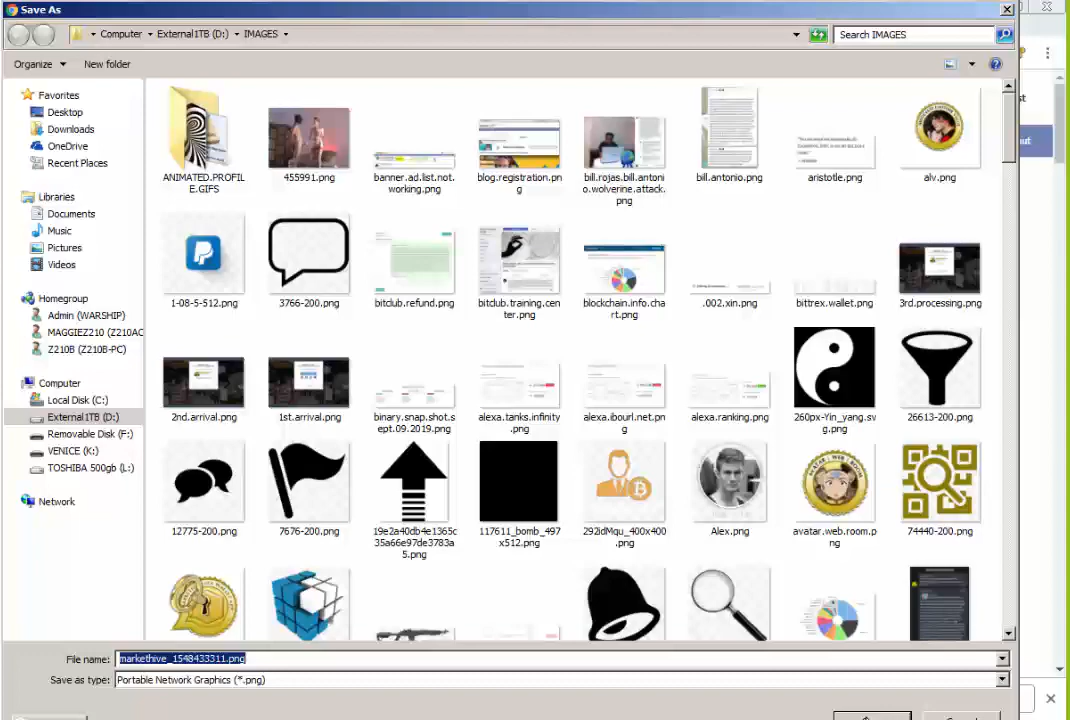 Save As
Computer External1TB (D:) IMAGES
Search IMAGES
Organize
New folder
Favorites
Desktop
Downloads
OneDrive
Recent Places
Libraries
Documents
Music
Pictures
Videos
Homegroup
Admin (WARSHIP)
MAGGIEZ210 (Z210AC
Z210B (Z210B-PC)
Computer
Local Disk (C:)
External1TB (D:)
Removable Disk (F:)
VENICE (K:)
TOSHIBA 500gb (L:)
Network
ANIMATED.PROFIL
E.GIFS
455991.png
banner.ad.list.not.
working.png
blog.registration.pn
g
bill.rojas.bill.antoni
o.wolverine.attack.
png
bill.antonio.png
aristotle.png
alv.png
1-08-5-512.png
3766-200.png
bitclub.refund.png
bitclub.training.cen
ter.png
blockchain.info.cha
rt.png
.002.xin.png
bittrex.wallet.png
3rd.processing.png
2nd.arrival.png
1st.arrival.png
binary.snap.shot.s
ept.09.2019.png
alexa.tanks.infinity
.png
alexa.ibourl.net.pn
g
alexa.ranking.png
260px-Yin_yang.sv
g.png
26613-200.png
12775-200.png
7676-200.png
19e2a40db4e1365c
35a66e97de3783a
5.png
117611_bomb_497
x512.png
292idMqu_400x400
.png
Alex.png
avatar.web.room.p
ng
74440-200.png
File name: markethive_1548433311.png
Save as type: Portable Network Graphics (*.png)